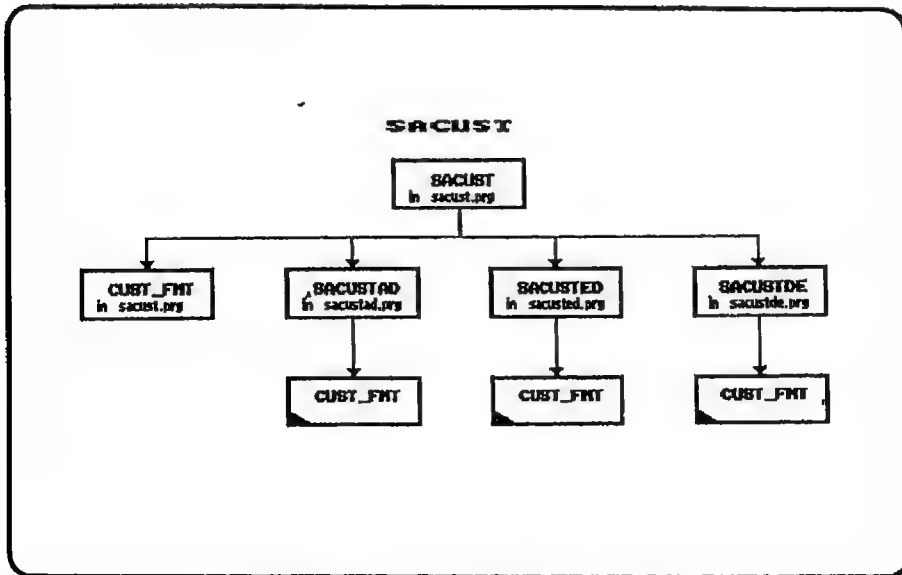 SACUST
SACUST
in sacust.prg
CUST_FMT
in sacust.prg
SACUSTAD
in sacustad.prg
SACUSTED
in sacusted.prg
SACUSTDE
in sacustde.prg
CUST_FMT
CUST_FMT
CUST_FMT